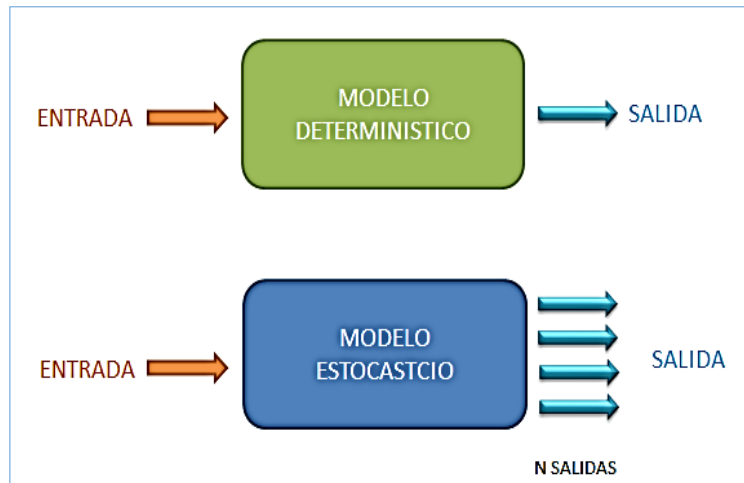 MODELO
DETERMINISTICO
ENTRADA
SALIDA
MODELO
ESTOCASTCIO
ENTRADA
SALIDA
N SALIDAS